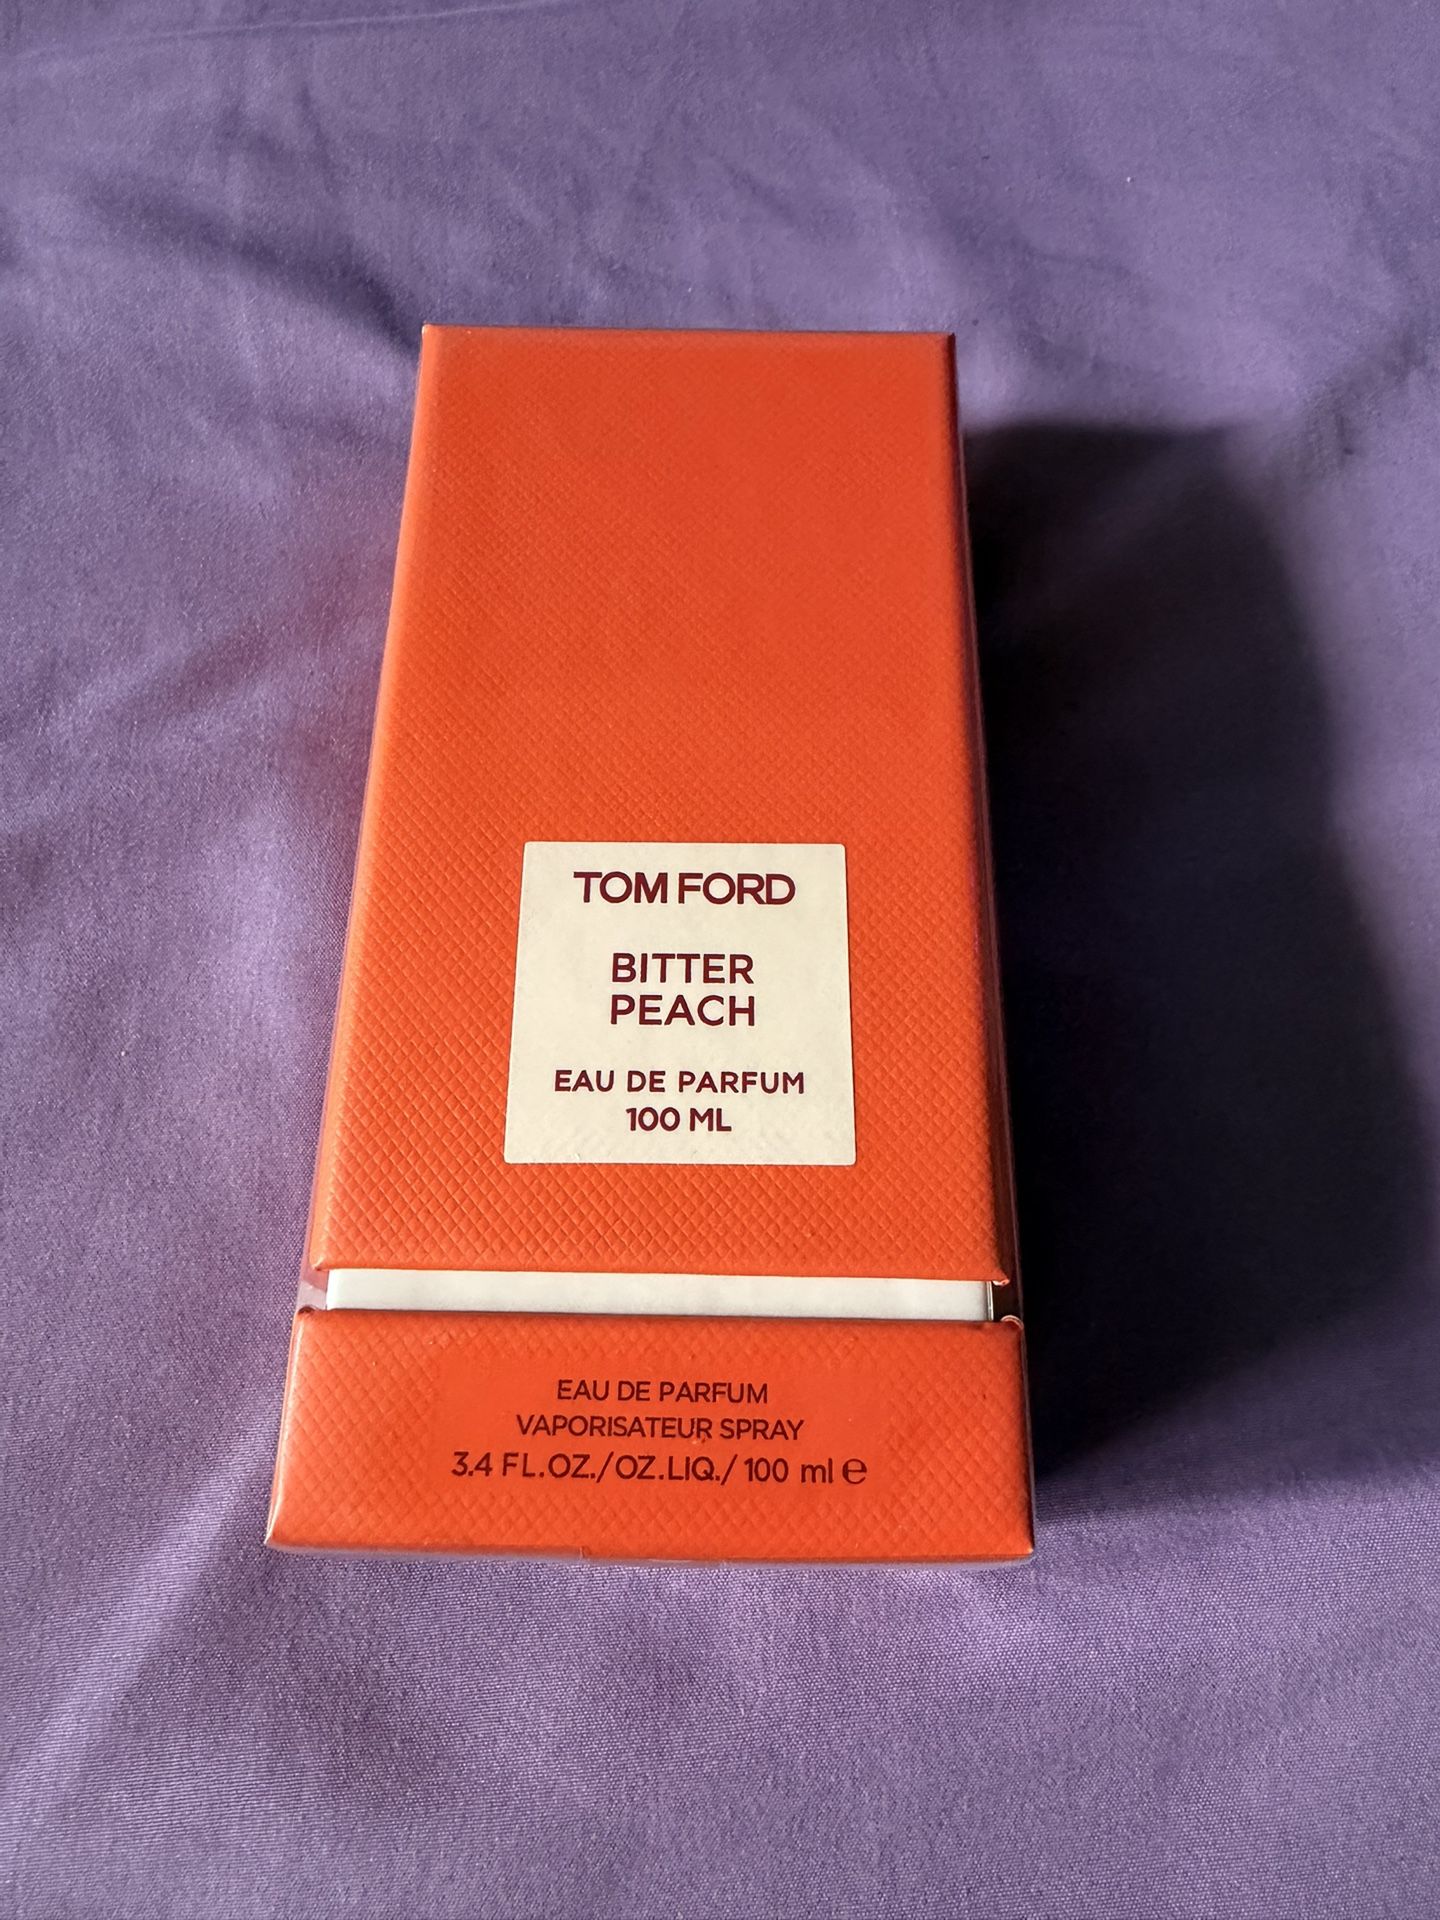 TOM FORD
BITTER
PEACH
EAU DE PARFUM
100 ML
EAU DE PARFUM
VAPORISATEUR SPRAY
3.4 FL.OZ./OZ.LIQ./ 100 ml ℮